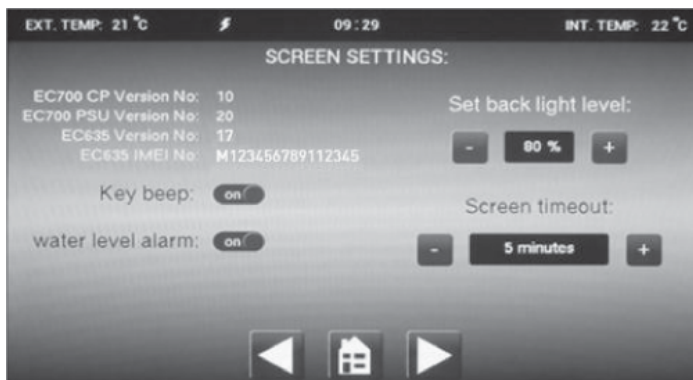 EXT. TEMP: 21 °C 09:29 INT. TEMP: 22 °C
SCREEN SETTINGS:
EC700 CP Version No: 10
EC700 PSU Version No: 20
EC635 Version No: 17
EC635 IMEI No: M123456789112345
Key beep: on
water level alarm: on
Set back light level:
- 80 % +
Screen timeout:
- 5 minutes +